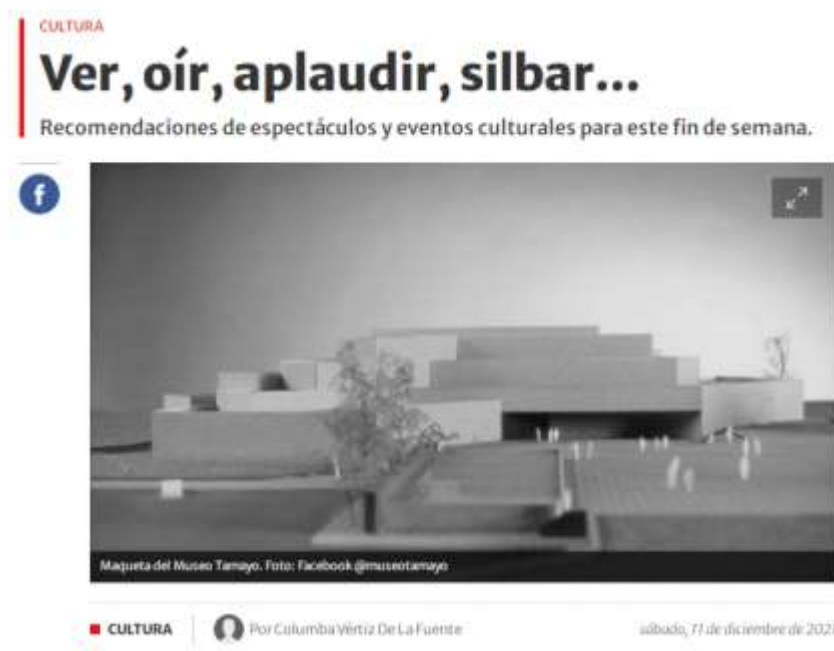 CULTURA
Ver, oír, aplaudir, silbar...
Recomendaciones de espectáculos y eventos culturales para este fin de semana.
f
Maqueta del Museo Tamayo. Foto: Facebook @museotamayo
CULTURA Por Columba Vértiz De La Fuente sábado, 11 de diciembre de 2021